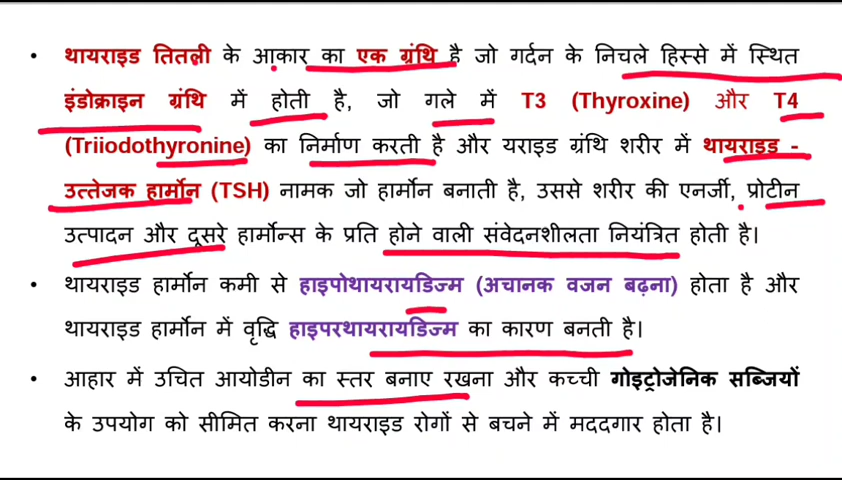 • थायराइड तितली के आकार का एक ग्रंथि है जो गर्दन के निचले हिस्से में स्थित
इंडोक्राइन ग्रंथि में होती है, जो गले में T3 (Thyroxine) और T4
(Triiodothyronine) का निर्माण करती है और यराइड ग्रंथि शरीर में थायराइड -
उत्तेजक हार्मोन (TSH) नामक जो हार्मोन बनाती है, उससे शरीर की एनर्जी, प्रोटीन
उत्पादन और दूसरे हार्मोन्स के प्रति होने वाली संवेदनशीलता नियंत्रित होती है।
• थायराइड हार्मोन कमी से हाइपोथायरायडिज्म (अचानक वजन बढ़ना) होता है और
थायराइड हार्मोन में वृद्धि हाइपरथायरायडिज्म का कारण बनती है।
• आहार में उचित आयोडीन का स्तर बनाए रखना और कच्ची गोइट्रोजेनिक सब्जियों
के उपयोग को सीमित करना थायराइड रोगों से बचने में मददगार होता है।